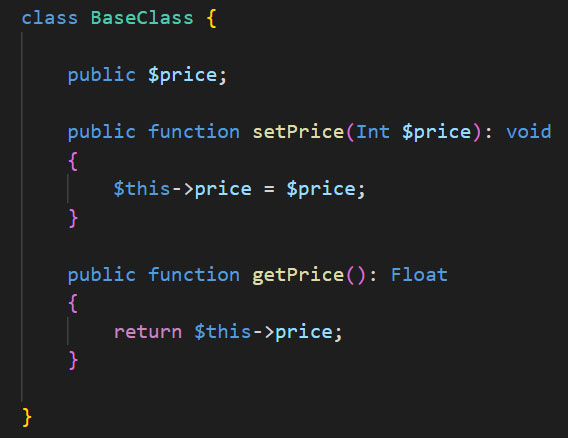 class BaseClass {
public $price;
public function setPrice(Int $price): void
{
$this->price = $price;
}
public function getPrice(): Float
{
return $this->price;
}
}